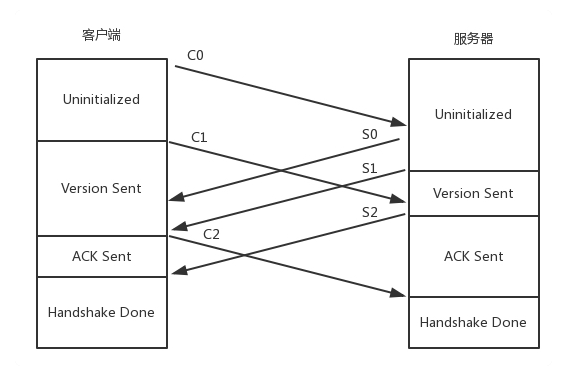 客户端
服务器
C0
Uninitialized
Uninitialized
C1
S0
S1
Version Sent
Version Sent
S2
C2
ACK Sent
ACK Sent
Handshake Done
Handshake Done